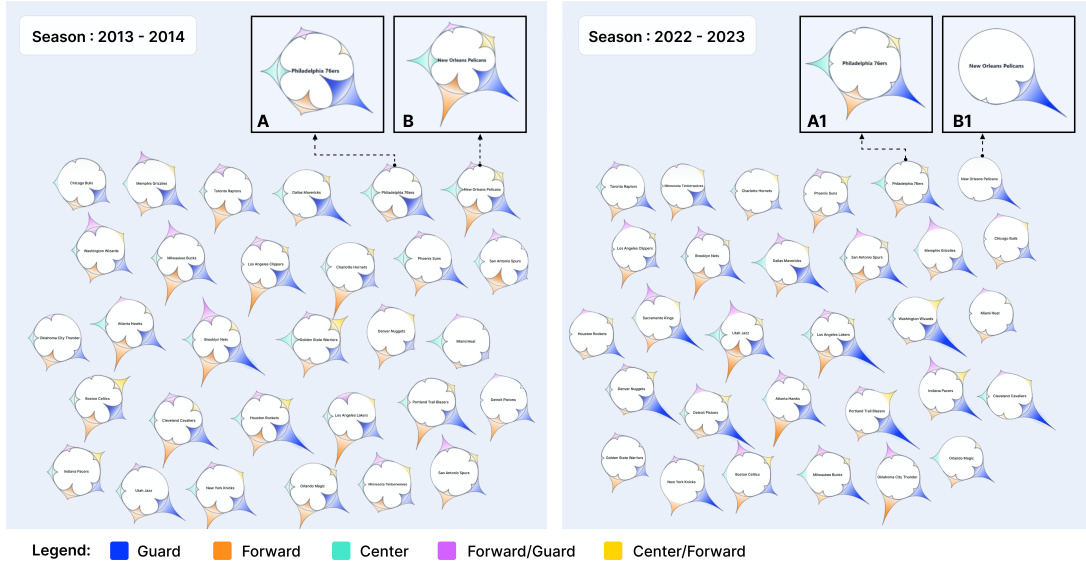 Season : 2013 - 2014
Philadelphia 76ers
A
New Orleans Pelicans
B
Chicago Bulls
Memphis Grizzlies
Toronto Raptors
Dallas Mavericks
Philadelphia 76ers
New Orleans Pelicans
Washington Wizards
Milwaukee Bucks
Los Angeles Clippers
Charlotte Hornets
Phoenix Suns
San Antonio Spurs
Oklahoma City Thunder
Atlanta Hawks
Brooklyn Nets
Golden State Warriors
Denver Nuggets
Miami Heat
Boston Celtics
Cleveland Cavaliers
Houston Rockets
Los Angeles Lakers
Portland Trail Blazers
Detroit Pistons
Indiana Pacers
Utah Jazz
New York Knicks
Orlando Magic
Minnesota Timberwolves
San Antonio Spurs
Season : 2022 - 2023
Philadelphia 76ers
A1
New Orleans Pelicans
B1
Toronto Raptors
Minnesota Timberwolves
Charlotte Hornets
Phoenix Suns
Philadelphia 76ers
New Orleans Pelicans
Los Angeles Clippers
Brooklyn Nets
Dallas Mavericks
San Antonio Spurs
Memphis Grizzlies
Chicago Bulls
Houston Rockets
Sacramento Kings
Utah Jazz
Los Angeles Lakers
Washington Wizards
Miami Heat
Denver Nuggets
Detroit Pistons
Atlanta Hawks
Portland Trail Blazers
Indiana Pacers
Cleveland Cavaliers
Golden State Warriors
New York Knicks
Boston Celtics
Milwaukee Bucks
Oklahoma City Thunder
Orlando Magic
Legend: Guard Forward Center Forward/Guard Center/Forward